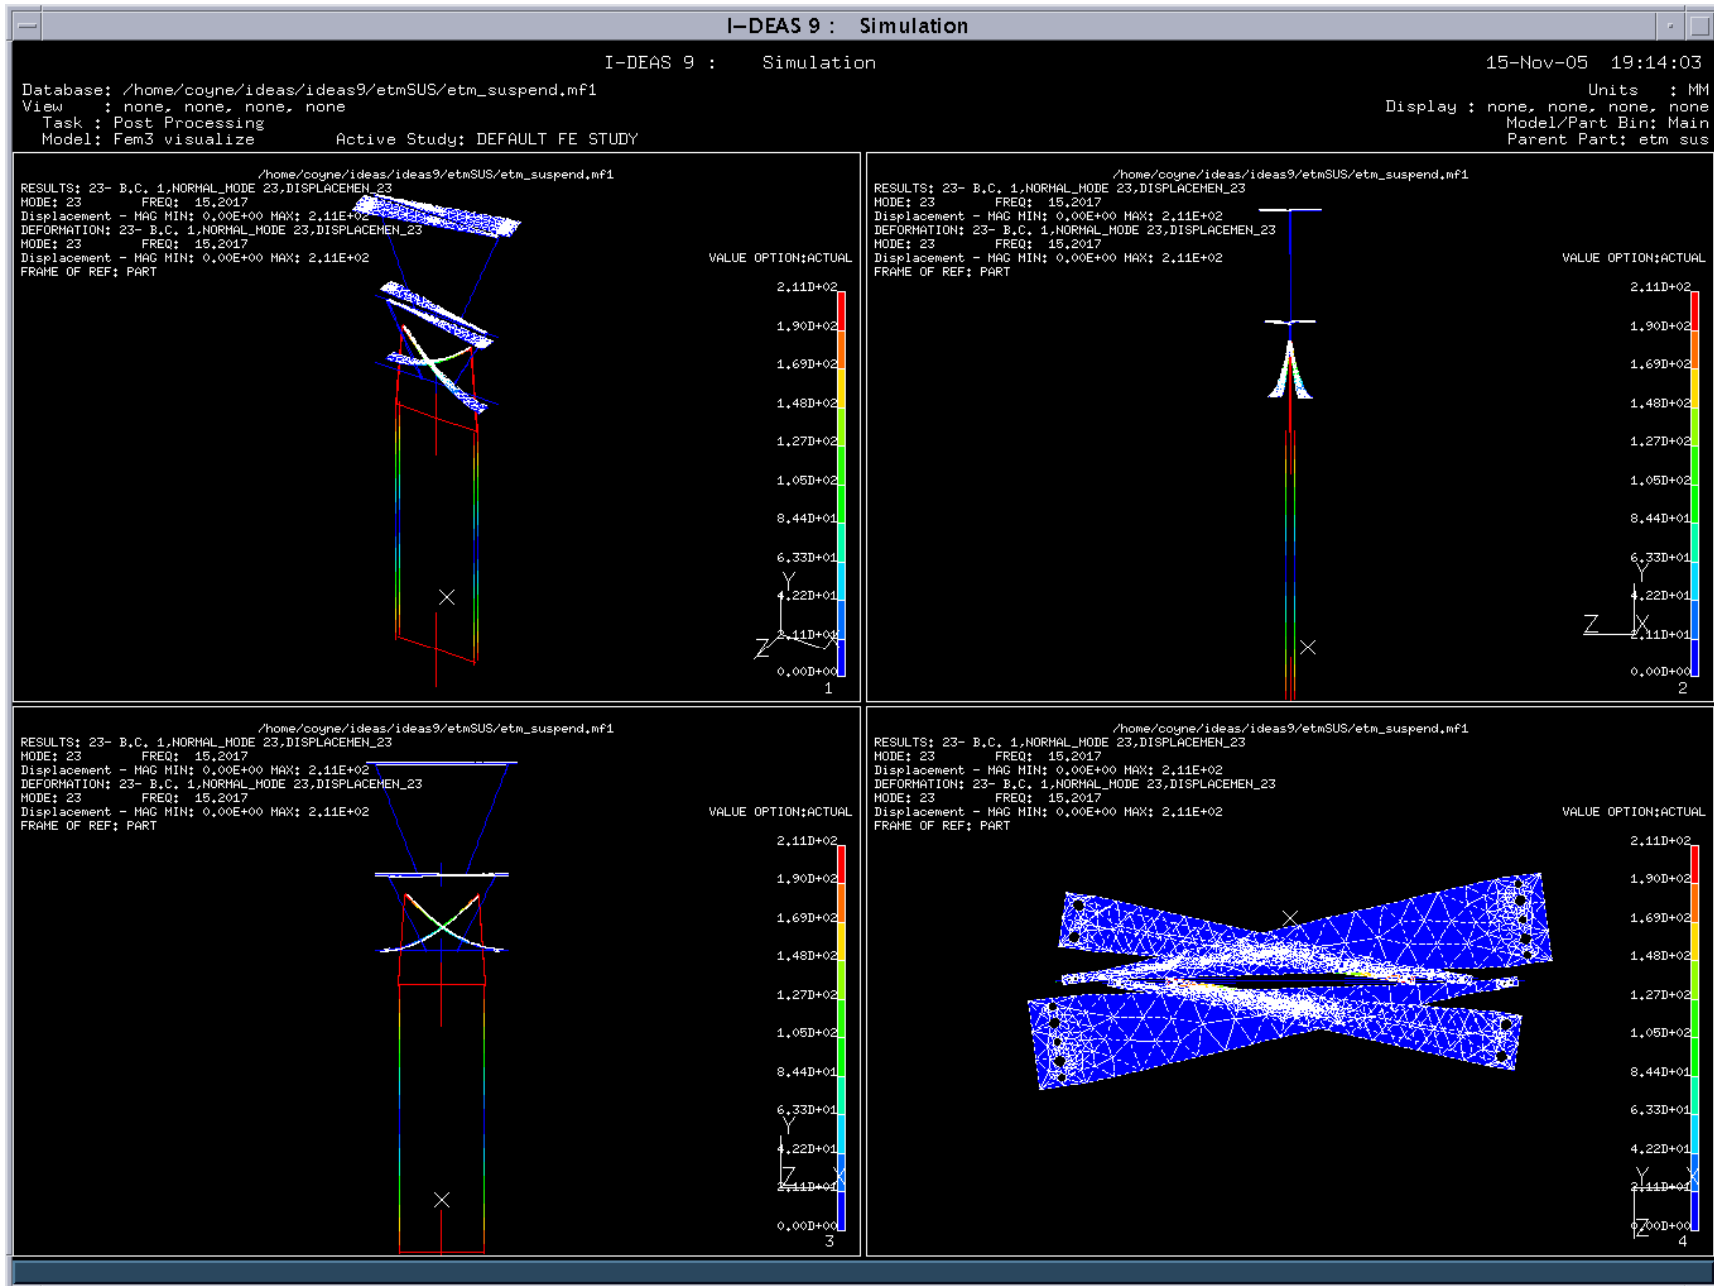 I-DEAS 9 :   Simulation
I-DEAS 9 :    Simulation
15-Nov-05  19:14:03
Database: /home/coyne/ideas/ideas9/etmSUS/etm_suspend.mf1
Units   : MM
View    : none, none, none, none
Display : none, none, none, none
Task : Post Processing
Model/Part Bin: Main
Model: Fem3 visualize        Active Study: DEFAULT FE STUDY
Parent Part: etm sus
/home/coyne/ideas/ideas9/etmSUS/etm_suspend.mf1
RESULTS: 23- B.C. 1,NORMAL_MODE 23,DISPLACEMEN_23
MODE: 23        FREQ:  15.2017
Displacement - MAG MIN: 0.00E+00 MAX: 2.11E+02
DEFORMATION: 23- B.C. 1,NORMAL_MODE 23,DISPLACEMEN_23
MODE: 23        FREQ:  15.2017
Displacement - MAG MIN: 0.00E+00 MAX: 2.11E+02
VALUE OPTION:ACTUAL
FRAME OF REF: PART
2.11D+02
1.90D+02
1.69D+02
1.48D+02
1.27D+02
1.05D+02
8.44D+01
6.33D+01
Y
4.22D+01
2.11D+01
Z
X
0.00D+00
1
/home/coyne/ideas/ideas9/etmSUS/etm_suspend.mf1
RESULTS: 23- B.C. 1,NORMAL_MODE 23,DISPLACEMEN_23
MODE: 23        FREQ:  15.2017
Displacement - MAG MIN: 0.00E+00 MAX: 2.11E+02
DEFORMATION: 23- B.C. 1,NORMAL_MODE 23,DISPLACEMEN_23
MODE: 23        FREQ:  15.2017
Displacement - MAG MIN: 0.00E+00 MAX: 2.11E+02
VALUE OPTION:ACTUAL
FRAME OF REF: PART
2.11D+02
1.90D+02
1.69D+02
1.48D+02
1.27D+02
1.05D+02
8.44D+01
6.33D+01
Y
4.22D+01
Z
X
2.11D+01
0.00D+00
2
/home/coyne/ideas/ideas9/etmSUS/etm_suspend.mf1
RESULTS: 23- B.C. 1,NORMAL_MODE 23,DISPLACEMEN_23
MODE: 23        FREQ:  15.2017
Displacement - MAG MIN: 0.00E+00 MAX: 2.11E+02
DEFORMATION: 23- B.C. 1,NORMAL_MODE 23,DISPLACEMEN_23
MODE: 23        FREQ:  15.2017
Displacement - MAG MIN: 0.00E+00 MAX: 2.11E+02
VALUE OPTION:ACTUAL
FRAME OF REF: PART
2.11D+02
1.90D+02
1.69D+02
1.48D+02
1.27D+02
1.05D+02
8.44D+01
6.33D+01
Y
4.22D+01
Z
X
2.11D+01
0.00D+00
3
/home/coyne/ideas/ideas9/etmSUS/etm_suspend.mf1
RESULTS: 23- B.C. 1,NORMAL_MODE 23,DISPLACEMEN_23
MODE: 23        FREQ:  15.2017
Displacement - MAG MIN: 0.00E+00 MAX: 2.11E+02
DEFORMATION: 23- B.C. 1,NORMAL_MODE 23,DISPLACEMEN_23
MODE: 23        FREQ:  15.2017
Displacement - MAG MIN: 0.00E+00 MAX: 2.11E+02
VALUE OPTION:ACTUAL
FRAME OF REF: PART
2.11D+02
1.90D+02
1.69D+02
1.48D+02
1.27D+02
1.05D+02
8.44D+01
6.33D+01
4.22D+01
Y
X
2.11D+01
Z
0.00D+00
4